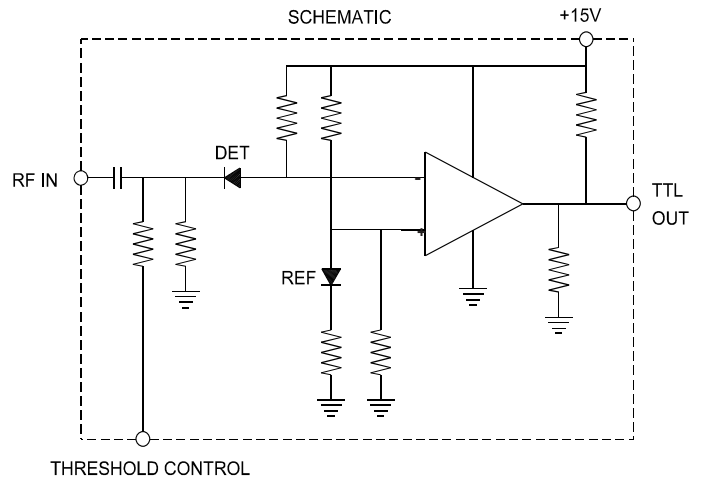 SCHEMATIC
+15V
DET
RF IN
-
TTL
OUT
+
REF
THRESHOLD CONTROL